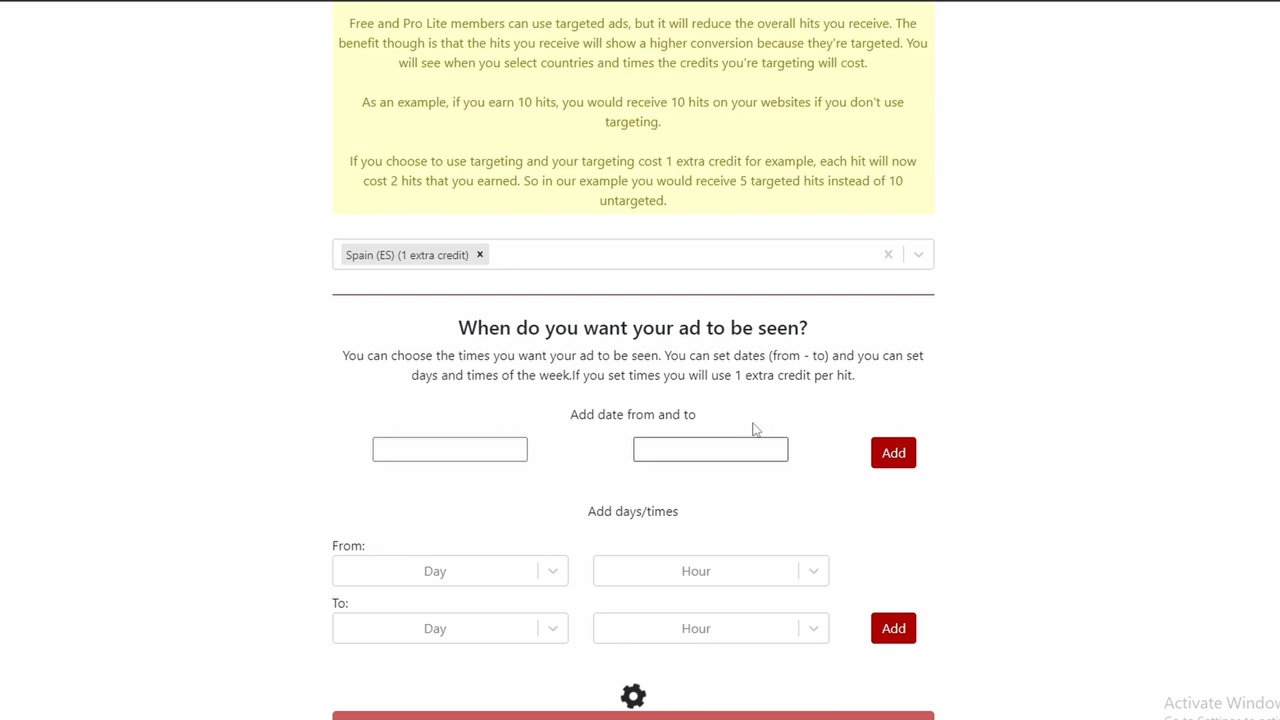 Free and Pro Lite members can use targeted ads, but it will reduce the overall hits you receive. The
benefit though is that the hits you receive will show a higher conversion because they're targeted. You
will see when you select countries and times the credits you're targeting will cost.
As an example, if you earn 10 hits, you would receive 10 hits on your websites if you don't use
targeting.
If you choose to use targeting and your targeting cost 1 extra credit for example, each hit will now
cost 2 hits that you earned. So in our example you would receive 5 targeted hits instead of 10
untargeted.
Spain (ES) (1 extra credit)
When do you want your ad to be seen?
You can choose the times you want your ad to be seen. You can set dates (from - to) and you can set
days and times of the week.If you set times you will use 1 extra credit per hit.
Add date from and to
Add
Add days/times
From:
Day Hour
To:
Day Hour Add
Activate Windo